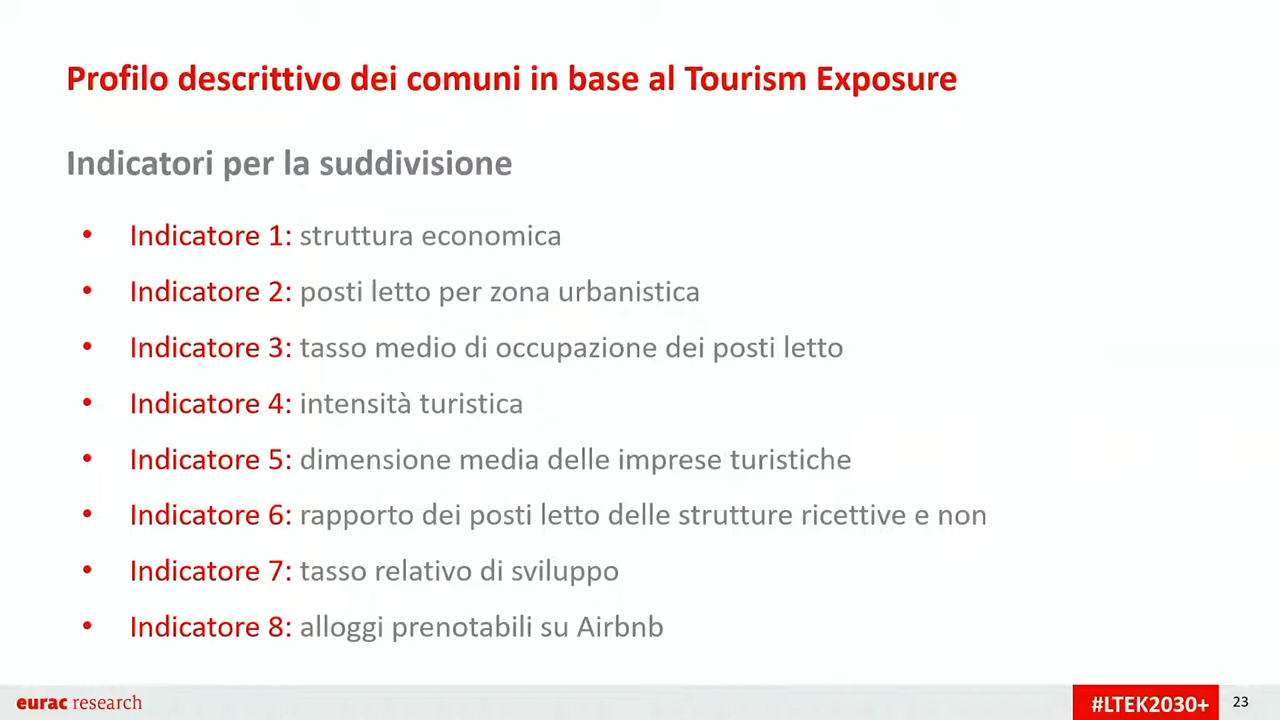 Profilo descrittivo dei comuni in base al Tourism Exposure
Indicatori per la suddivisione
• Indicatore 1: struttura economica
• Indicatore 2: posti letto per zona urbanistica
• Indicatore 3: tasso medio di occupazione dei posti letto
• Indicatore 4: intensità turistica
• Indicatore 5: dimensione media delle imprese turistiche
• Indicatore 6: rapporto dei posti letto delle strutture ricettive e non
• Indicatore 7: tasso relativo di sviluppo
• Indicatore 8: alloggi prenotabili su Airbnb
eurac research
#LTEK2030+
23